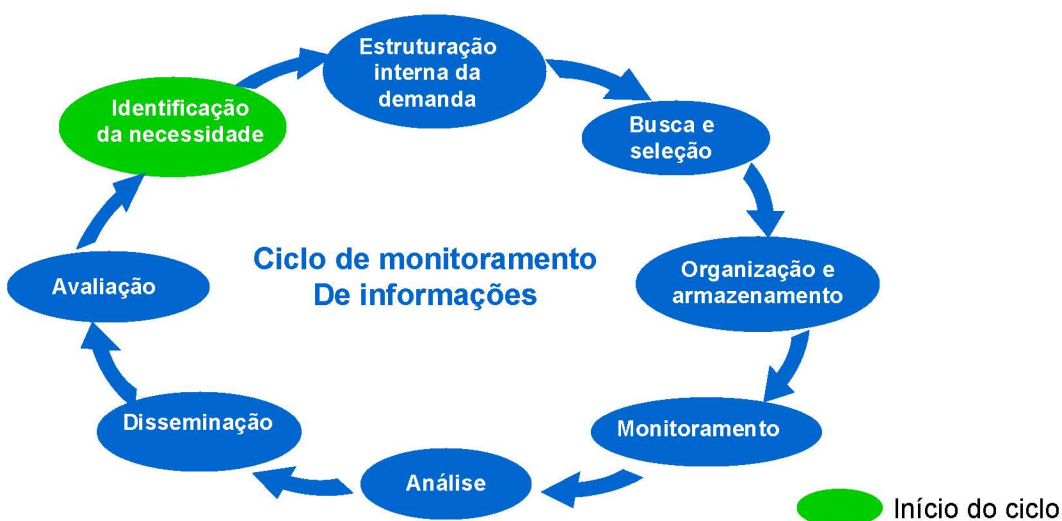 Estruturação
interna da
demanda
Identificação
da necessidade
Busca e
seleção
Ciclo de monitoramento
De informações
Organização e
armazenamento
Avaliação
Disseminação
Monitoramento
Análise
Início do ciclo